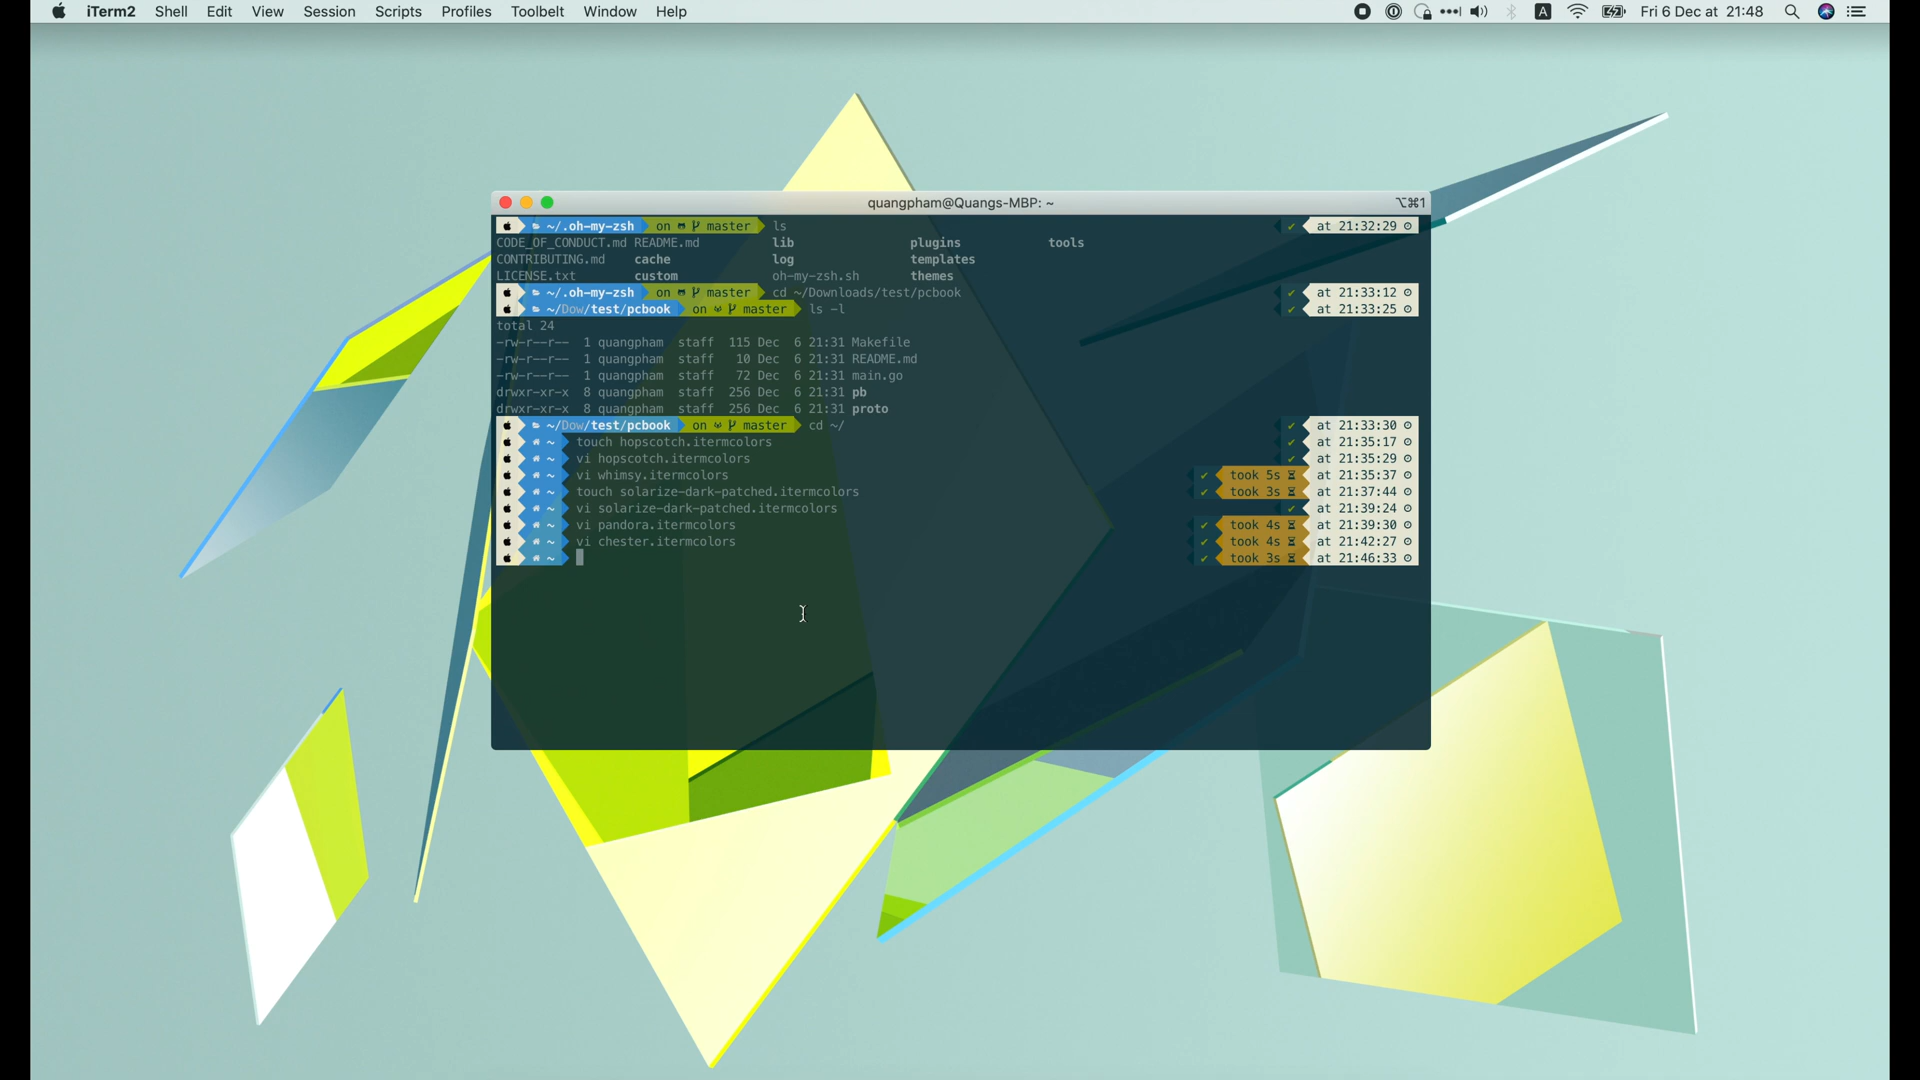 iTerm2 Shell Edit View Session Scripts Profiles Toolbelt Window Help A Fri 6 Dec at 21:48
quangpham@Quangs-MBP: ~ ⌥⌘1
~/.oh-my-zsh on master ls ✔ at 21:32:29
CODE_OF_CONDUCT.md README.md lib plugins tools
CONTRIBUTING.md cache log templates
LICENSE.txt custom oh-my-zsh.sh themes
~/.oh-my-zsh on master cd ~/Downloads/test/pcbook ✔ at 21:33:12
~/Dow/test/pcbook on master ls -l ✔ at 21:33:25
total 24
-rw-r--r-- 1 quangpham staff 115 Dec 6 21:31 Makefile
-rw-r--r-- 1 quangpham staff 10 Dec 6 21:31 README.md
-rw-r--r-- 1 quangpham staff 72 Dec 6 21:31 main.go
drwxr-xr-x 8 quangpham staff 256 Dec 6 21:31 pb
drwxr-xr-x 8 quangpham staff 256 Dec 6 21:31 proto
~/Dow/test/pcbook on master cd ~/ ✔ at 21:33:30
~ touch hopscotch.itermcolors ✔ at 21:35:17
~ vi hopscotch.itermcolors ✔ at 21:35:29
~ vi whimsy.itermcolors ✔ took 5s at 21:35:37
~ touch solarize-dark-patched.itermcolors ✔ took 3s at 21:37:44
~ vi solarize-dark-patched.itermcolors ✔ at 21:39:24
~ vi pandora.itermcolors ✔ took 4s at 21:39:30
~ vi chester.itermcolors ✔ took 4s at 21:42:27
~ ✔ took 3s at 21:46:33